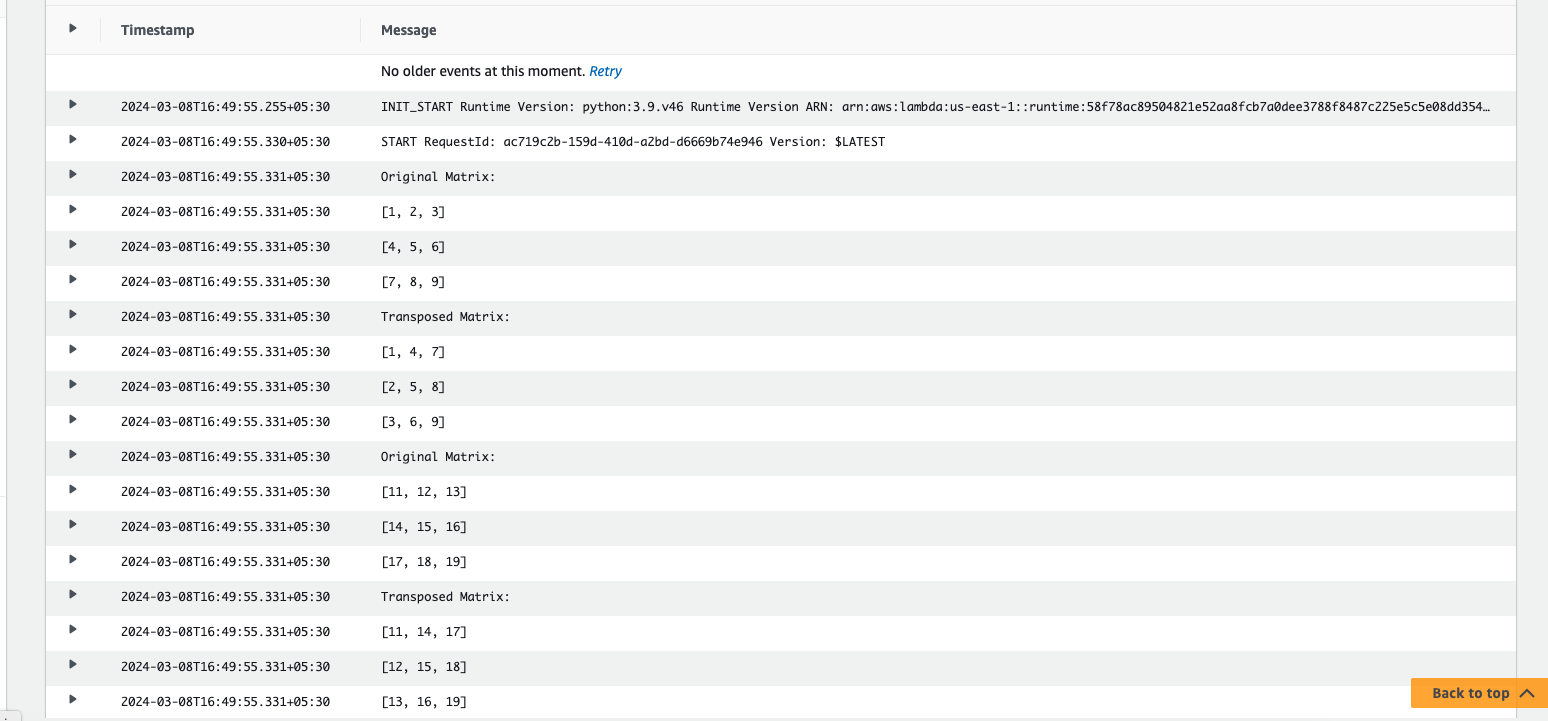 Timestamp Message
No older events at this moment. Retry
2024-03-08T16:49:55.255+05:30 INIT_START Runtime Version: python:3.9.v46 Runtime Version ARN: arn:aws:lambda:us-east-1::runtime:58f78ac89504821e52aa8fcb7a0dee3788f8487c225e5c5e08dd354…
2024-03-08T16:49:55.330+05:30 START RequestId: ac719c2b-159d-410d-a2bd-d6669b74e946 Version: $LATEST
2024-03-08T16:49:55.331+05:30 Original Matrix:
2024-03-08T16:49:55.331+05:30 [1, 2, 3]
2024-03-08T16:49:55.331+05:30 [4, 5, 6]
2024-03-08T16:49:55.331+05:30 [7, 8, 9]
2024-03-08T16:49:55.331+05:30 Transposed Matrix:
2024-03-08T16:49:55.331+05:30 [1, 4, 7]
2024-03-08T16:49:55.331+05:30 [2, 5, 8]
2024-03-08T16:49:55.331+05:30 [3, 6, 9]
2024-03-08T16:49:55.331+05:30 Original Matrix:
2024-03-08T16:49:55.331+05:30 [11, 12, 13]
2024-03-08T16:49:55.331+05:30 [14, 15, 16]
2024-03-08T16:49:55.331+05:30 [17, 18, 19]
2024-03-08T16:49:55.331+05:30 Transposed Matrix:
2024-03-08T16:49:55.331+05:30 [11, 14, 17]
2024-03-08T16:49:55.331+05:30 [12, 15, 18]
2024-03-08T16:49:55.331+05:30 [13, 16, 19]
Back to top